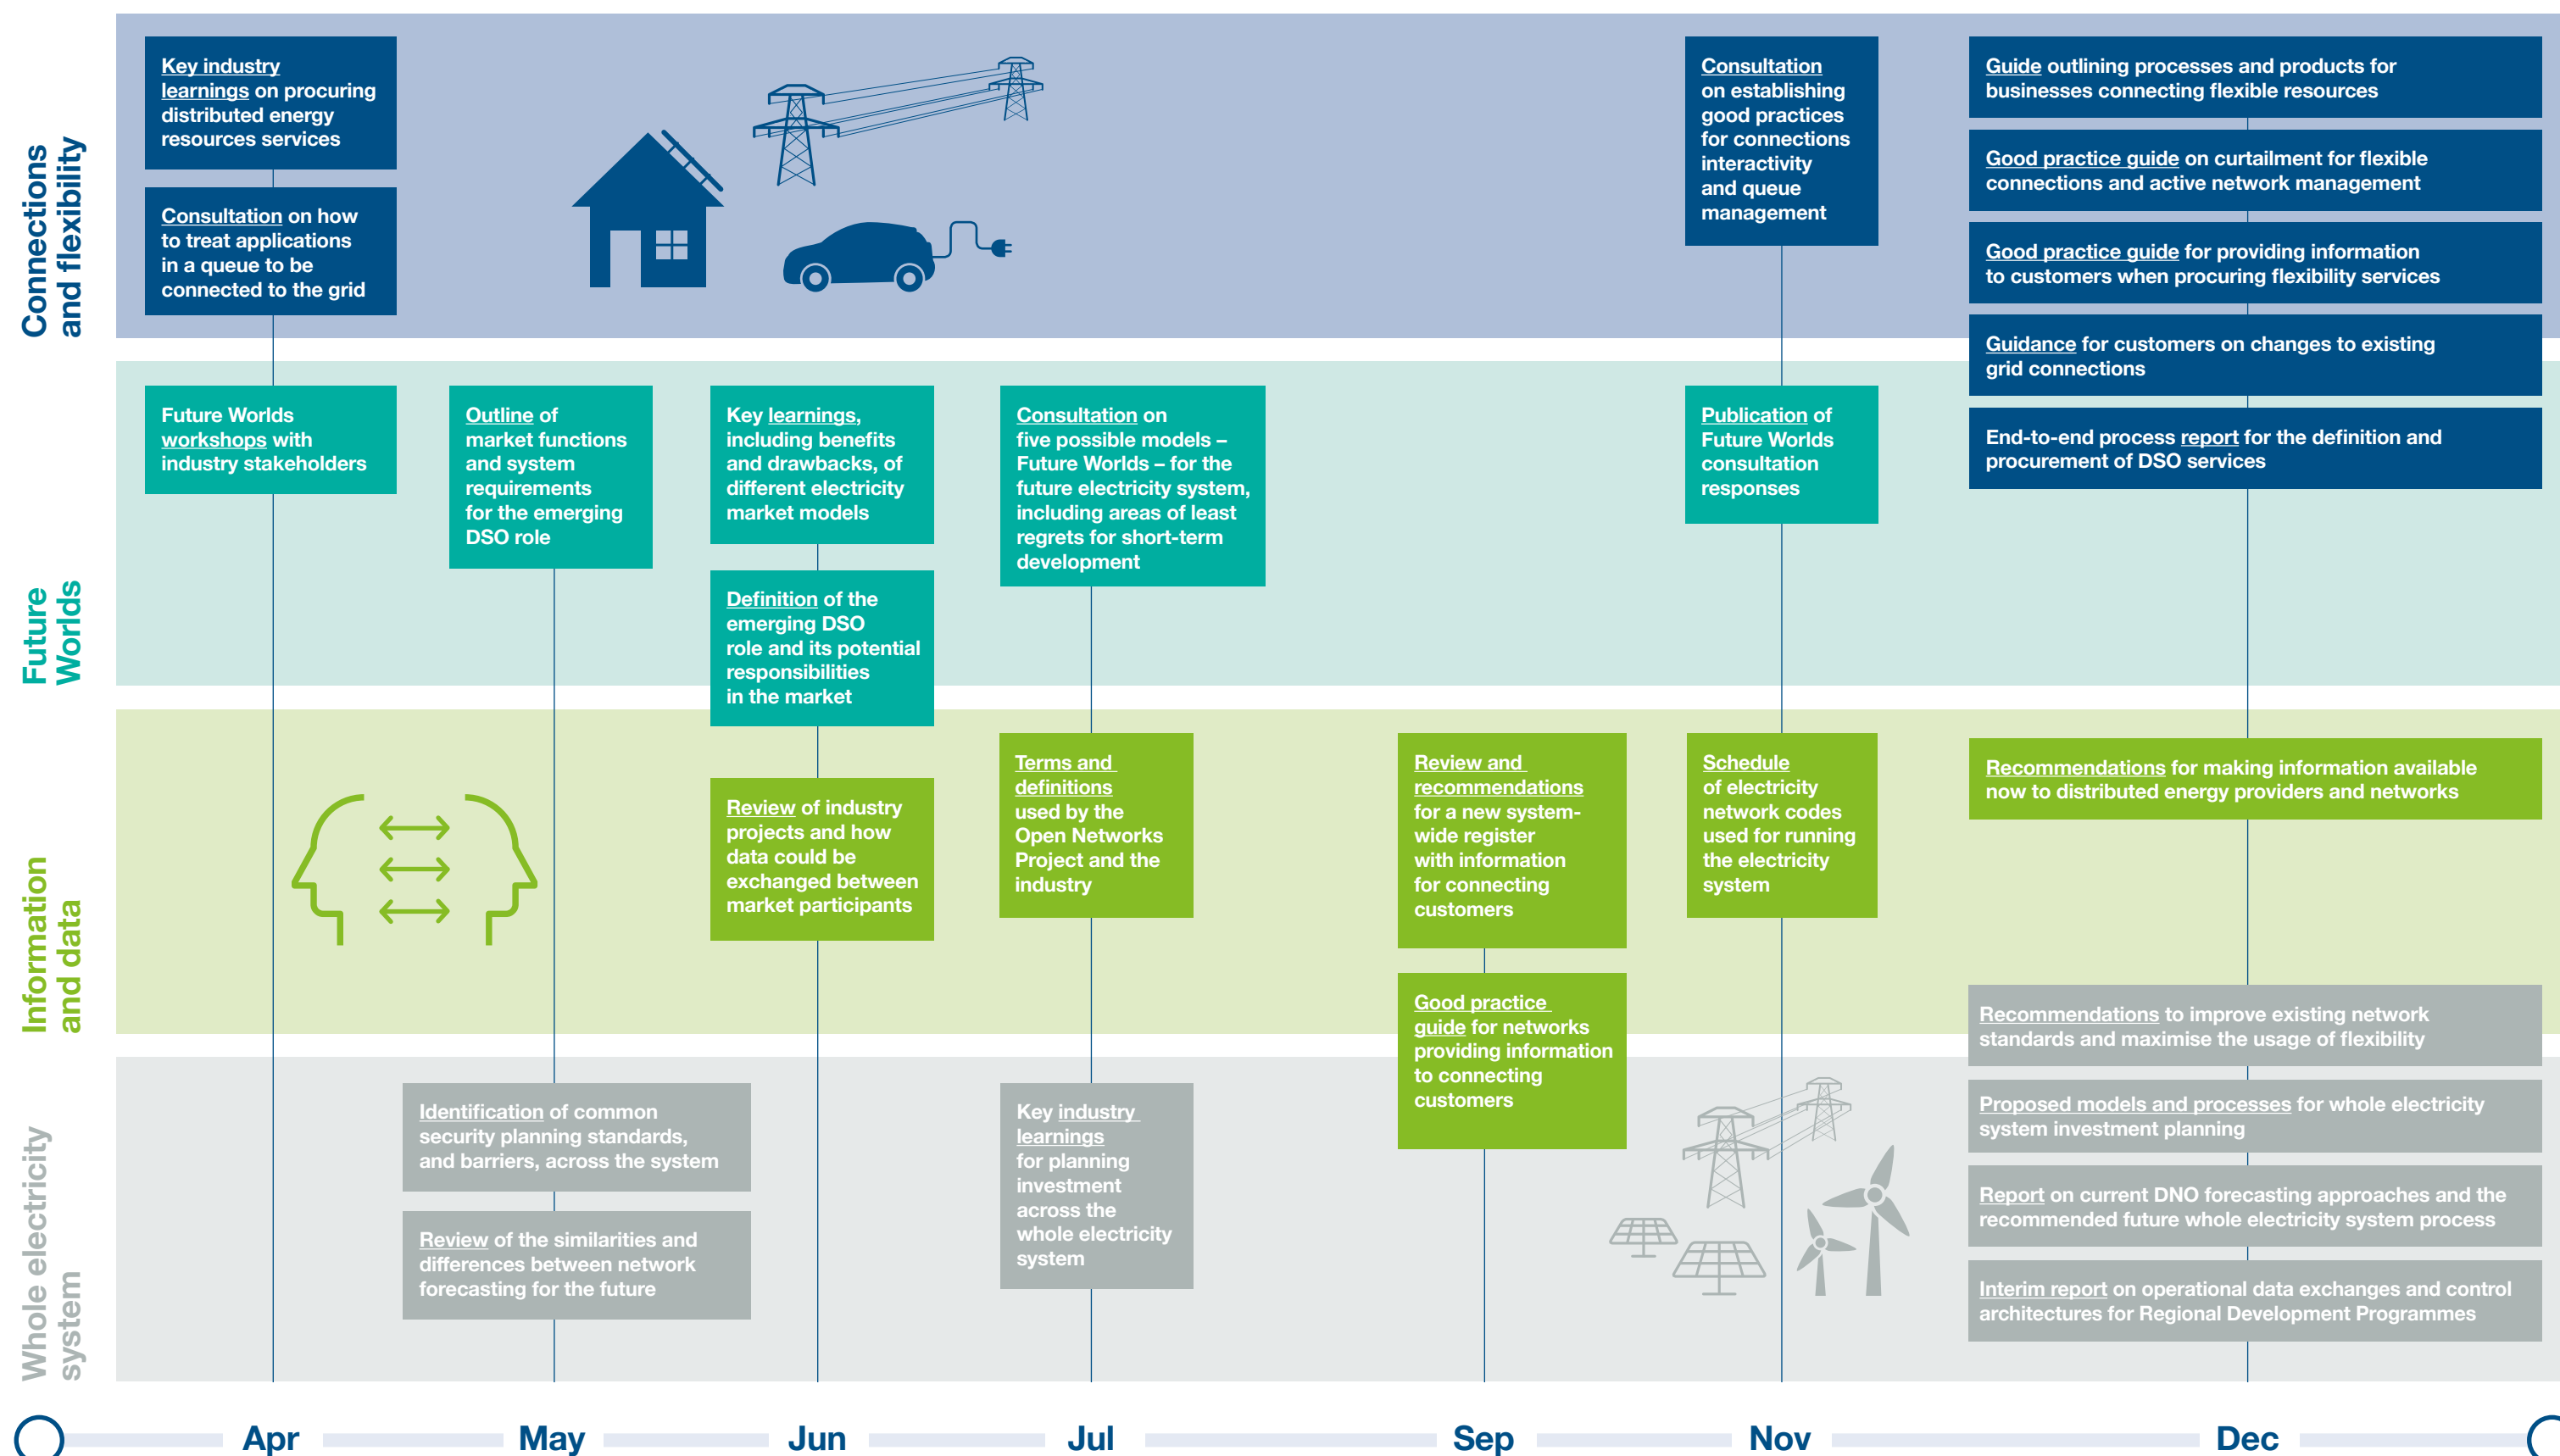 Connections
and flexibility
Key industry
learnings on procuring
distributed energy
resources services
Consultation on how
to treat applications
in a queue to be
connected to the grid
Consultation
on establishing
good practices
for connections
interactivity
and queue
management
Guide outlining processes and products for
businesses connecting flexible resources
Good practice guide on curtailment for flexible
connections and active network management
Good practice guide for providing information
to customers when procuring flexibility services
Guidance for customers on changes to existing
grid connections
End-to-end process report for the definition and
procurement of DSO services
Future
Worlds
Future Worlds
workshops with
industry stakeholders
Outline of
market functions
and system
requirements
for the emerging
DSO role
Key learnings,
including benefits
and drawbacks, of
different electricity
market models
Definition of the
emerging DSO
role and its potential
responsibilities
in the market
Consultation on
five possible models –
Future Worlds – for the
future electricity system,
including areas of least
regrets for short-term
development
Publication of
Future Worlds
consultation
responses
Information
and data
Review of industry
projects and how
data could be
exchanged between
market participants
Terms and
definitions
used by the
Open Networks
Project and the
industry
Review and
recommendations
for a new system-
wide register
with information
for connecting
customers
Good practice
guide for networks
providing information
to connecting
customers
Schedule
of electricity
network codes
used for running
the electricity
system
Recommendations for making information available
now to distributed energy providers and networks
Whole electricity
system
Identification of common
security planning standards,
and barriers, across the system
Review of the similarities and
differences between network
forecasting for the future
Key industry
learnings
for planning
investment
across the
whole electricity
system
Recommendations to improve existing network
standards and maximise the usage of flexibility
Proposed models and processes for whole electricity
system investment planning
Report on current DNO forecasting approaches and the
recommended future whole electricity system process
Interim report on operational data exchanges and control
architectures for Regional Development Programmes
Apr
May
Jun
Jul
Sep
Nov
Dec